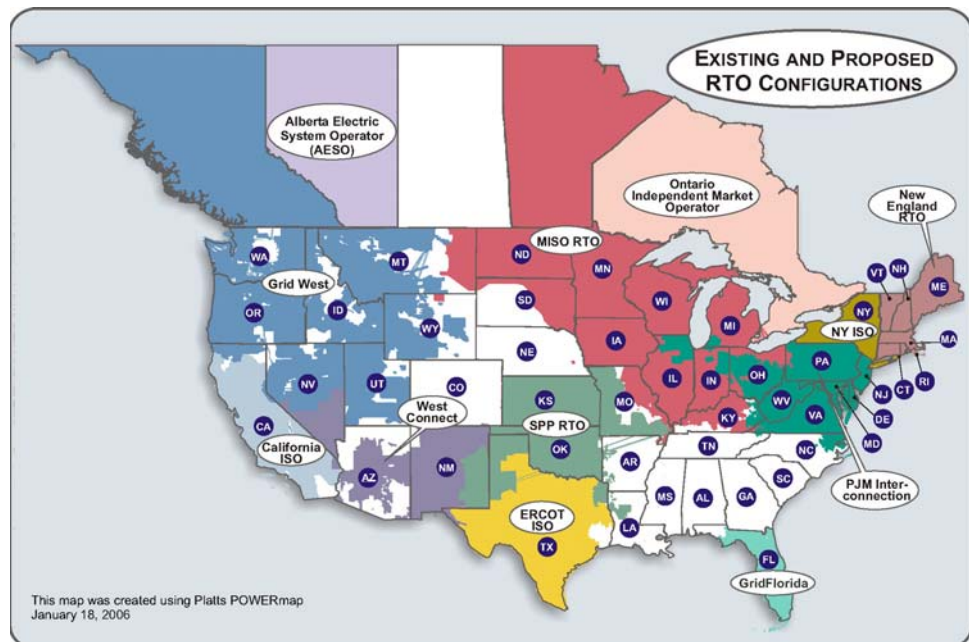 EXISTING AND PROPOSED
RTO CONFIGURATIONS
Alberta Electric
System Operator
(AESO)
Ontario
Independent Market
Operator
New
England
RTO
MISO RTO
Grid West
NY ISO
West
Connect
SPP RTO
California
ISO
PJM Inter-
connection
ERCOT
ISO
GridFlorida
WA
MT
ND
MN
VT
NH
ME
OR
ID
SD
WI
MI
NY
MA
WY
IA
NE
PA
RI
NV
UT
CO
IL
IN
OH
CT
NJ
WV
DE
CA
KS
MO
KY
VA
MD
AZ
NM
OK
TN
NC
AR
SC
MS
AL
GA
LA
TX
FL
This map was created using Platts POWERmap
January 18, 2006